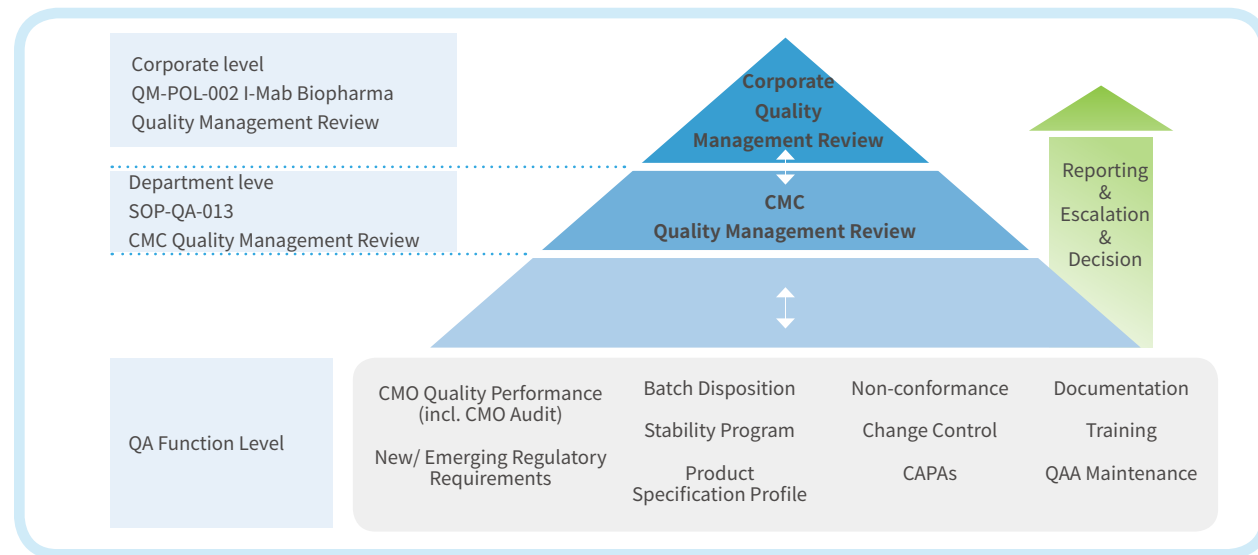 Corporate level
QM-POL-002 I-Mab Biopharma
Quality Management Review
Corporate
Quality
Management Review
Department leve
SOP-QA-013
CMC Quality Management Review
CMC
Quality Management Review
Reporting
&
Escalation
&
Decision
QA Function Level
CMO Quality Performance
(incl. CMO Audit)
New/ Emerging Regulatory
Requirements
Batch Disposition
Stability Program
Product
Specification Profile
Non-conformance
Change Control
CAPAs
Documentation
Training
QAA Maintenance